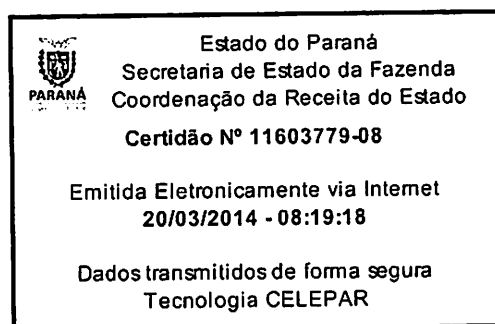 Estado do Paraná
Secretaria de Estado da Fazenda
PARANÁ
Coordenação da Receita do Estado
Certidão Nº 11603779-08
Emitida Eletronicamente via Internet
20/03/2014 - 08:19:18
Dados transmitidos de forma segura
Tecnologia CELEPAR